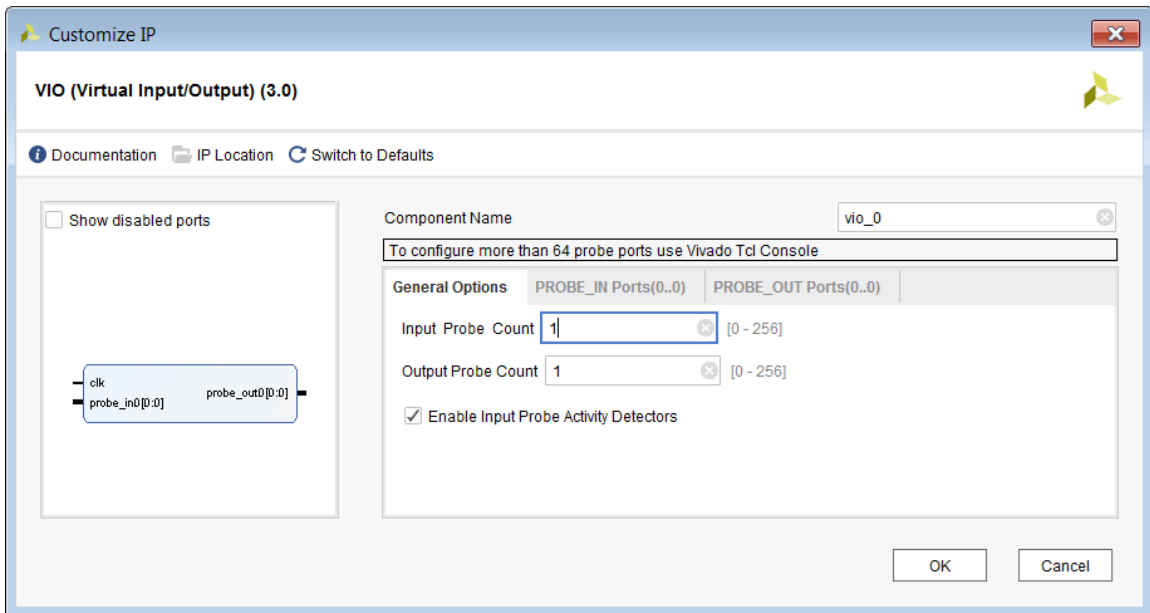 Customize IP
VIO (Virtual Input/Output) (3.0)
Documentation IP Location Switch to Defaults
Show disabled ports
clk
probe_in0[0:0]
probe_out0[0:0]
Component Name vio_0
To configure more than 64 probe ports use Vivado Tcl Console
General Options PROBE_IN Ports(0..0) PROBE_OUT Ports(0..0)
Input Probe Count 1 [0 - 256]
Output Probe Count 1 [0 - 256]
Enable Input Probe Activity Detectors
OK Cancel